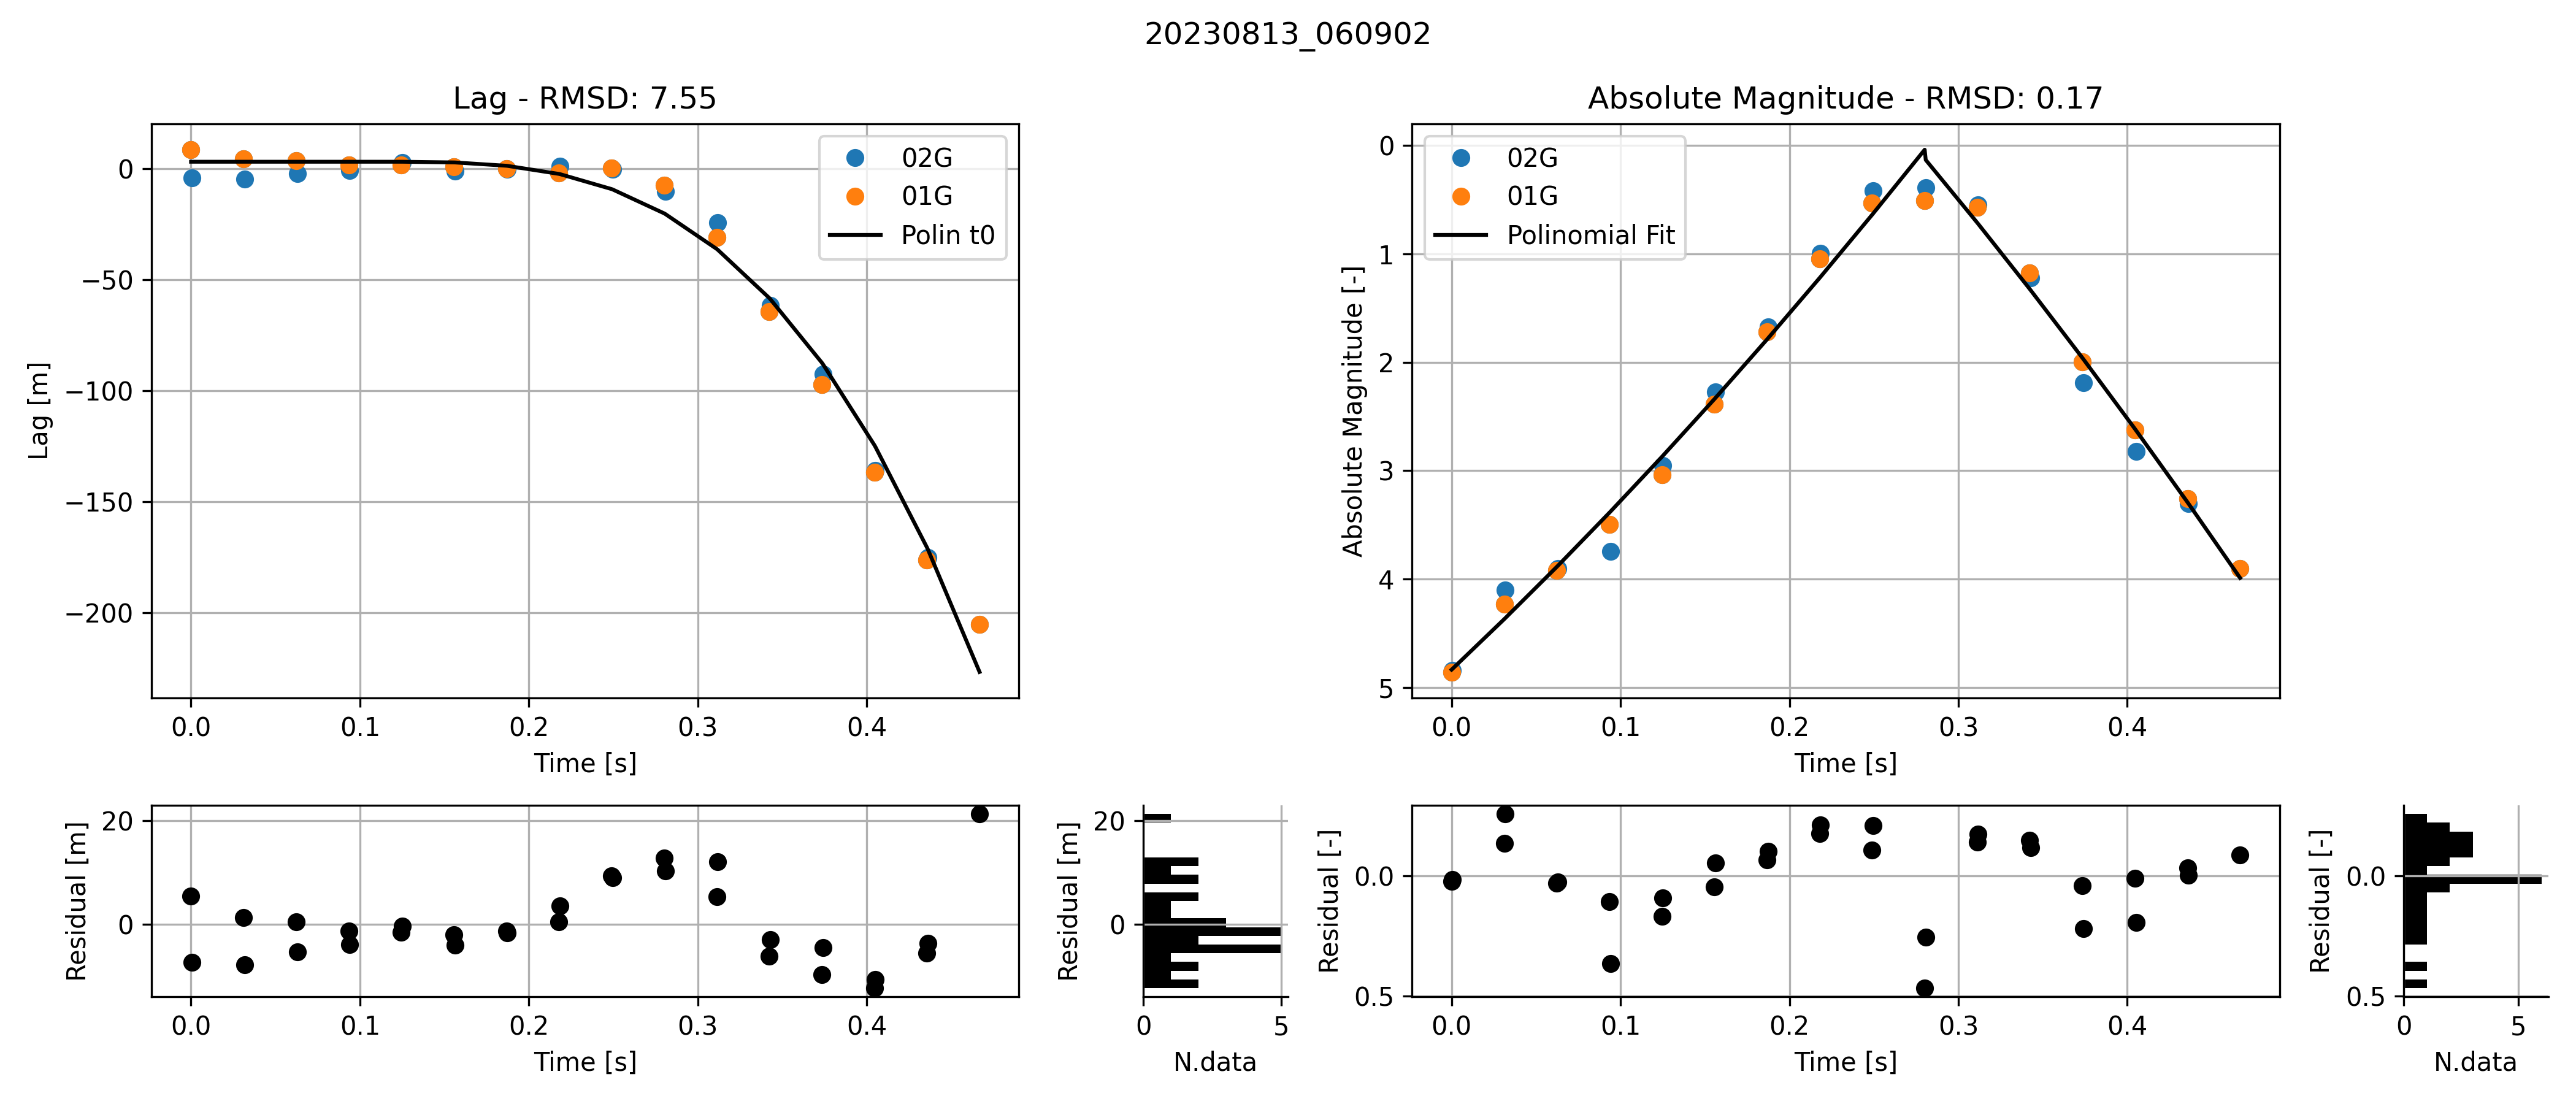 20230813_060902
Lag - RMSD: 7.55
02G
01G
Polin t0
0
−50
−100
−150
−200
Lag [m]
0.0 0.1 0.2 0.3 0.4
Time [s]
Absolute Magnitude - RMSD: 0.17
02G
01G
Polinomial Fit
0
1
2
3
4
5
Absolute Magnitude [-]
0.0 0.1 0.2 0.3 0.4
Time [s]
20
0
Residual [m]
0.0 0.1 0.2 0.3 0.4
Time [s]
20
0
Residual [m]
0 5
N.data
0.0
0.5
Residual [-]
0.0 0.1 0.2 0.3 0.4
Time [s]
0.0
0.5
Residual [-]
0 5
N.data